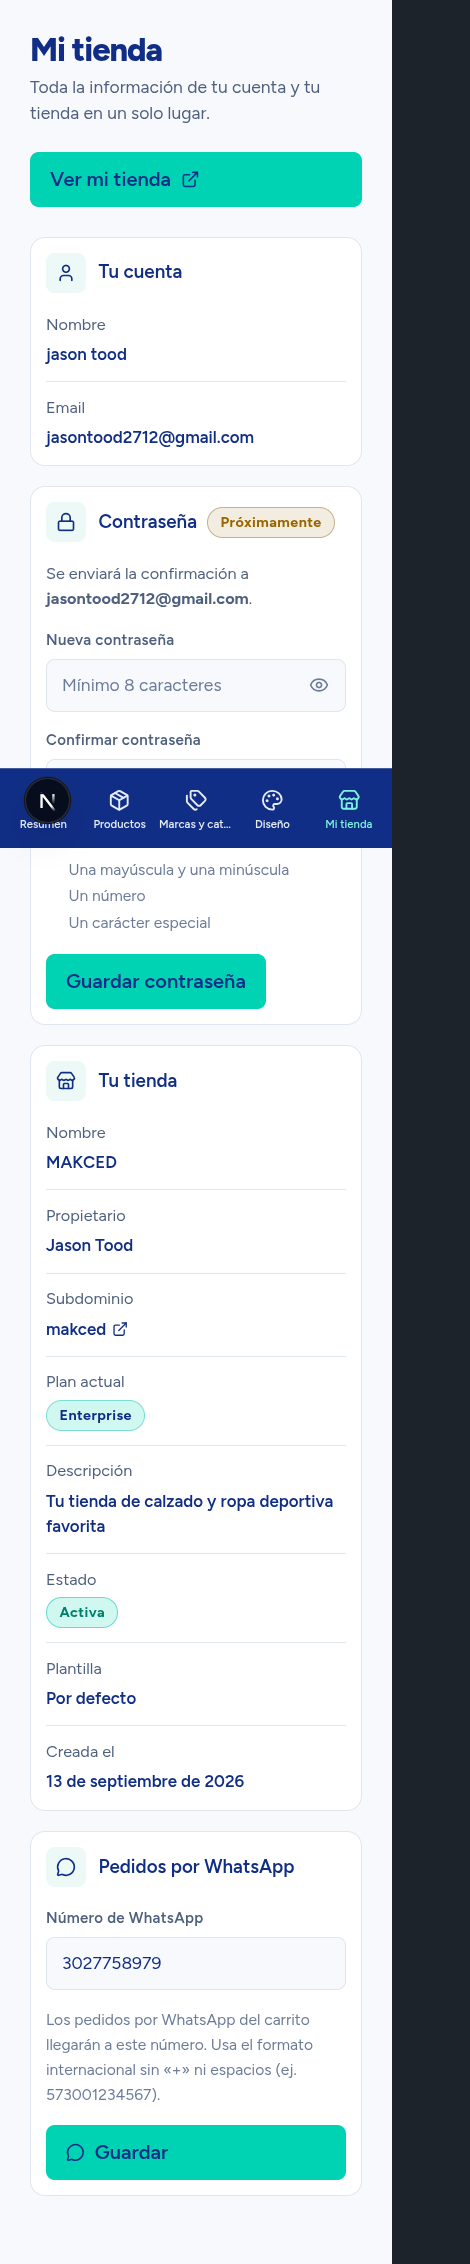 Mi tienda
Toda la información de tu cuenta y tu
tienda en un solo lugar.
Ver mi tienda
Tu cuenta
Nombre
jason tood
Email
jasontood2712@gmail.com
Contraseña
Próximamente
Se enviará la confirmación a
jasontood2712@gmail.com.
Nueva contraseña
Mínimo 8 caracteres
Confirmar contraseña
N
Resumen
Productos
Marcas y cat...
Diseño
Mi tienda
Una mayúscula y una minúscula
Un número
Un carácter especial
Guardar contraseña
Tu tienda
Nombre
MAKCED
Propietario
Jason Tood
Subdominio
makced
Plan actual
Enterprise
Descripción
Tu tienda de calzado y ropa deportiva
favorita
Estado
Activa
Plantilla
Por defecto
Creada el
13 de septiembre de 2026
Pedidos por WhatsApp
Número de WhatsApp
3027758979
Los pedidos por WhatsApp del carrito
llegarán a este número. Usa el formato
internacional sin «+» ni espacios (ej.
573001234567).
Guardar